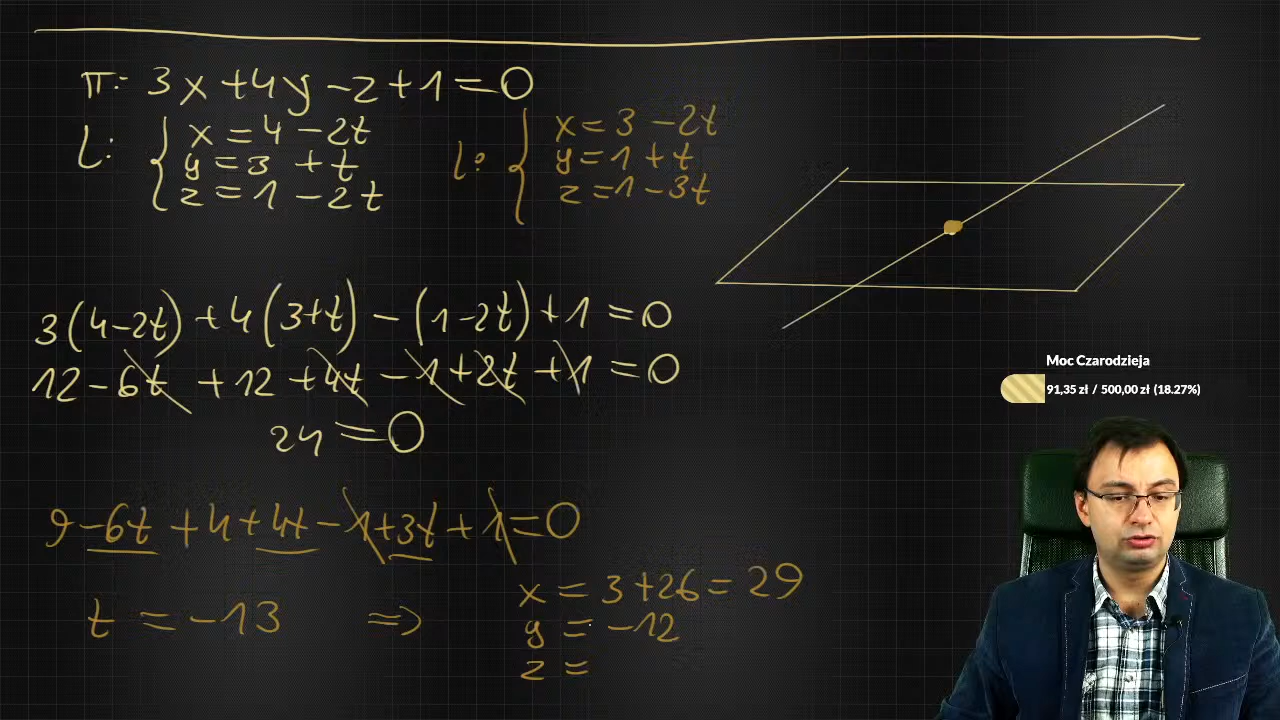 π: 3x + 4y - z + 1 = 0
l: { x = 4 - 2t
y = 3 + t
z = 1 - 2t
l: { x = 3 - 2t
y = 1 + t
z = 1 - 3t
3(4-2t) + 4(3+t) - (1-2t) + 1 = 0
12 - 6t + 12 + 4t - 1 + 2t + 1 = 0
24 = 0
Moc Czarodzieja
91,35 zł / 500,00 zł (18.27%)
9 - 6t + 4 + 4t - 1 + 3t + 1 = 0
t = -13 ⇒
x = 3 + 26 = 29
y = -12
z =